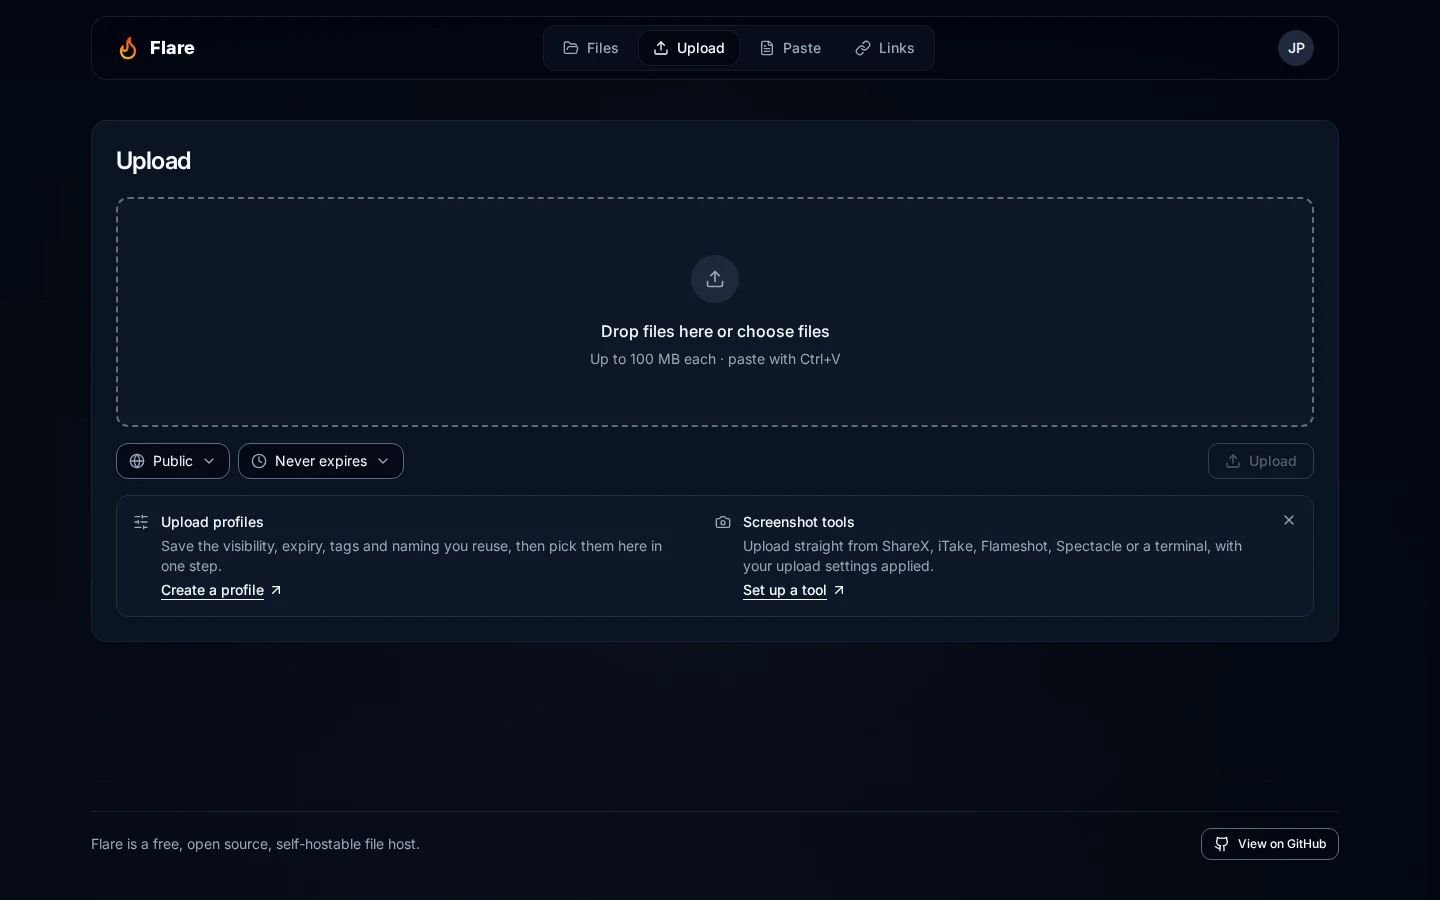 Flare
Files
Upload
Paste
Links
JP
Upload
Drop files here or choose files
Up to 100 MB each · paste with Ctrl+V
Public
Never expires
Upload
Upload profiles
Save the visibility, expiry, tags and naming you reuse, then pick them here in
one step.
Create a profile
Screenshot tools
Upload straight from ShareX, iTake, Flameshot, Spectacle or a terminal, with
your upload settings applied.
Set up a tool
Flare is a free, open source, self-hostable file host.
View on GitHub